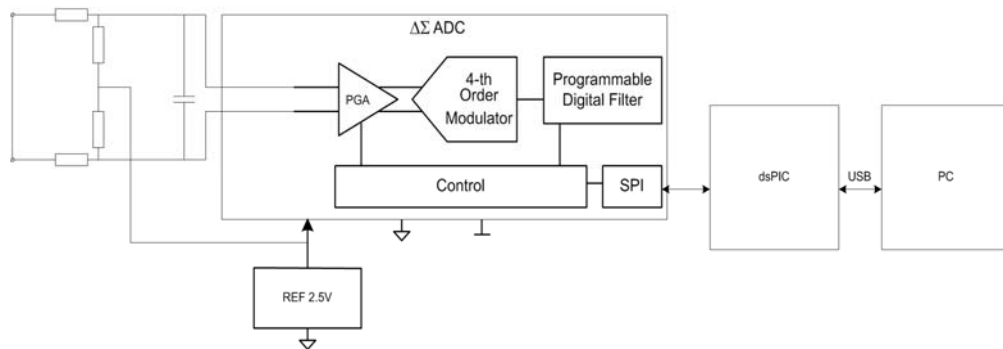 ΔΣ ADC
PGA
4-th
Order
Modulator
Programmable
Digital Filter
Control
SPI
dsPIC
USB
PC
REF 2.5V